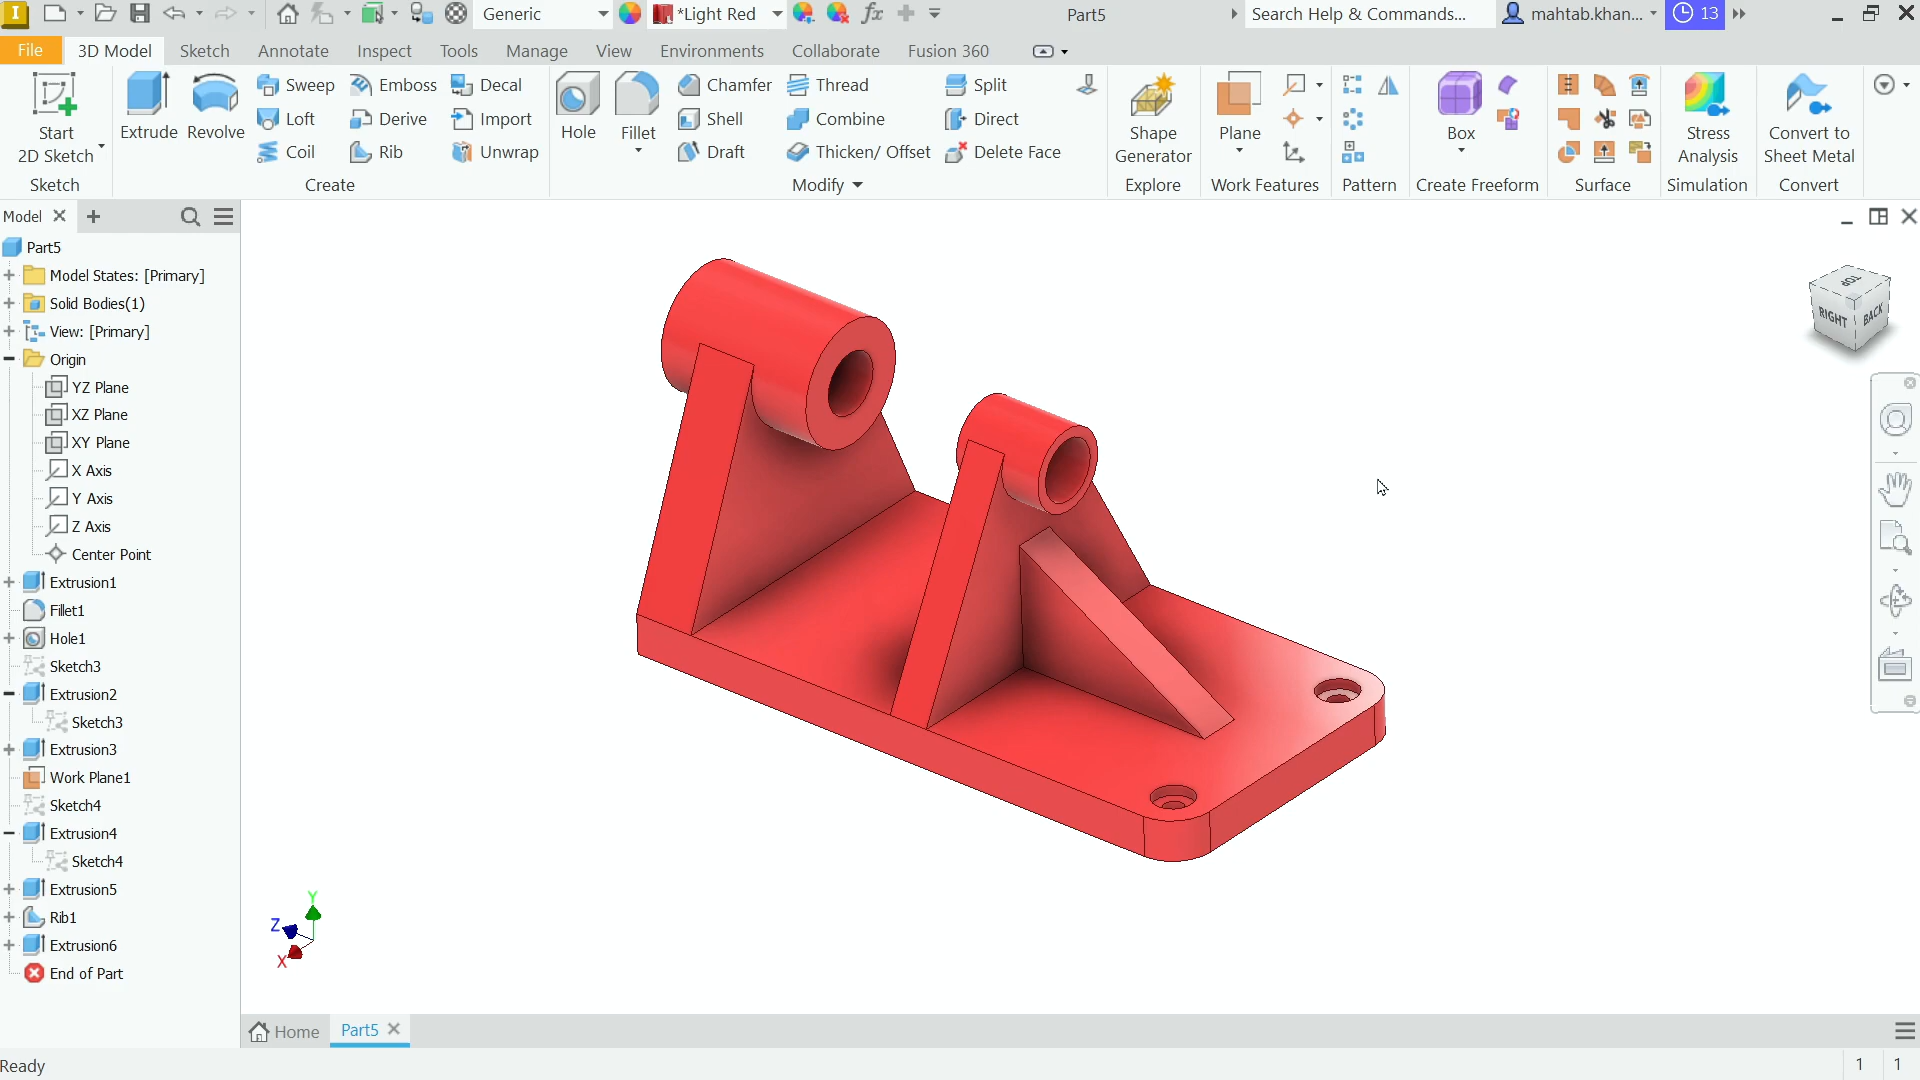 I Generic *Light Red fx Part5 Search Help & Commands... mahtab.khan... 13
File 3D Model Sketch Annotate Inspect Tools Manage View Environments Collaborate Fusion 360
Start
2D Sketch
Sketch
Extrude Revolve
Sweep Emboss Decal
Loft Derive Import
Coil Rib Unwrap
Create
Hole Fillet
Chamfer Thread Split
Shell Combine Direct
Draft Thicken/ Offset Delete Face
Modify
Shape
Generator
Explore
Plane
Work Features
Pattern
Box
Create Freeform
Surface
Stress
Analysis
Simulation
Convert to
Sheet Metal
Convert
Model
Part5
Model States: [Primary]
Solid Bodies(1)
View: [Primary]
Origin
YZ Plane
XZ Plane
XY Plane
X Axis
Y Axis
Z Axis
Center Point
Extrusion1
Fillet1
Hole1
Sketch3
Extrusion2
Sketch3
Extrusion3
Work Plane1
Sketch4
Extrusion4
Sketch4
Extrusion5
Rib1
Extrusion6
End of Part
TOP
RIGHT BACK
Y
Z
X
Home Part5
Ready 1 1